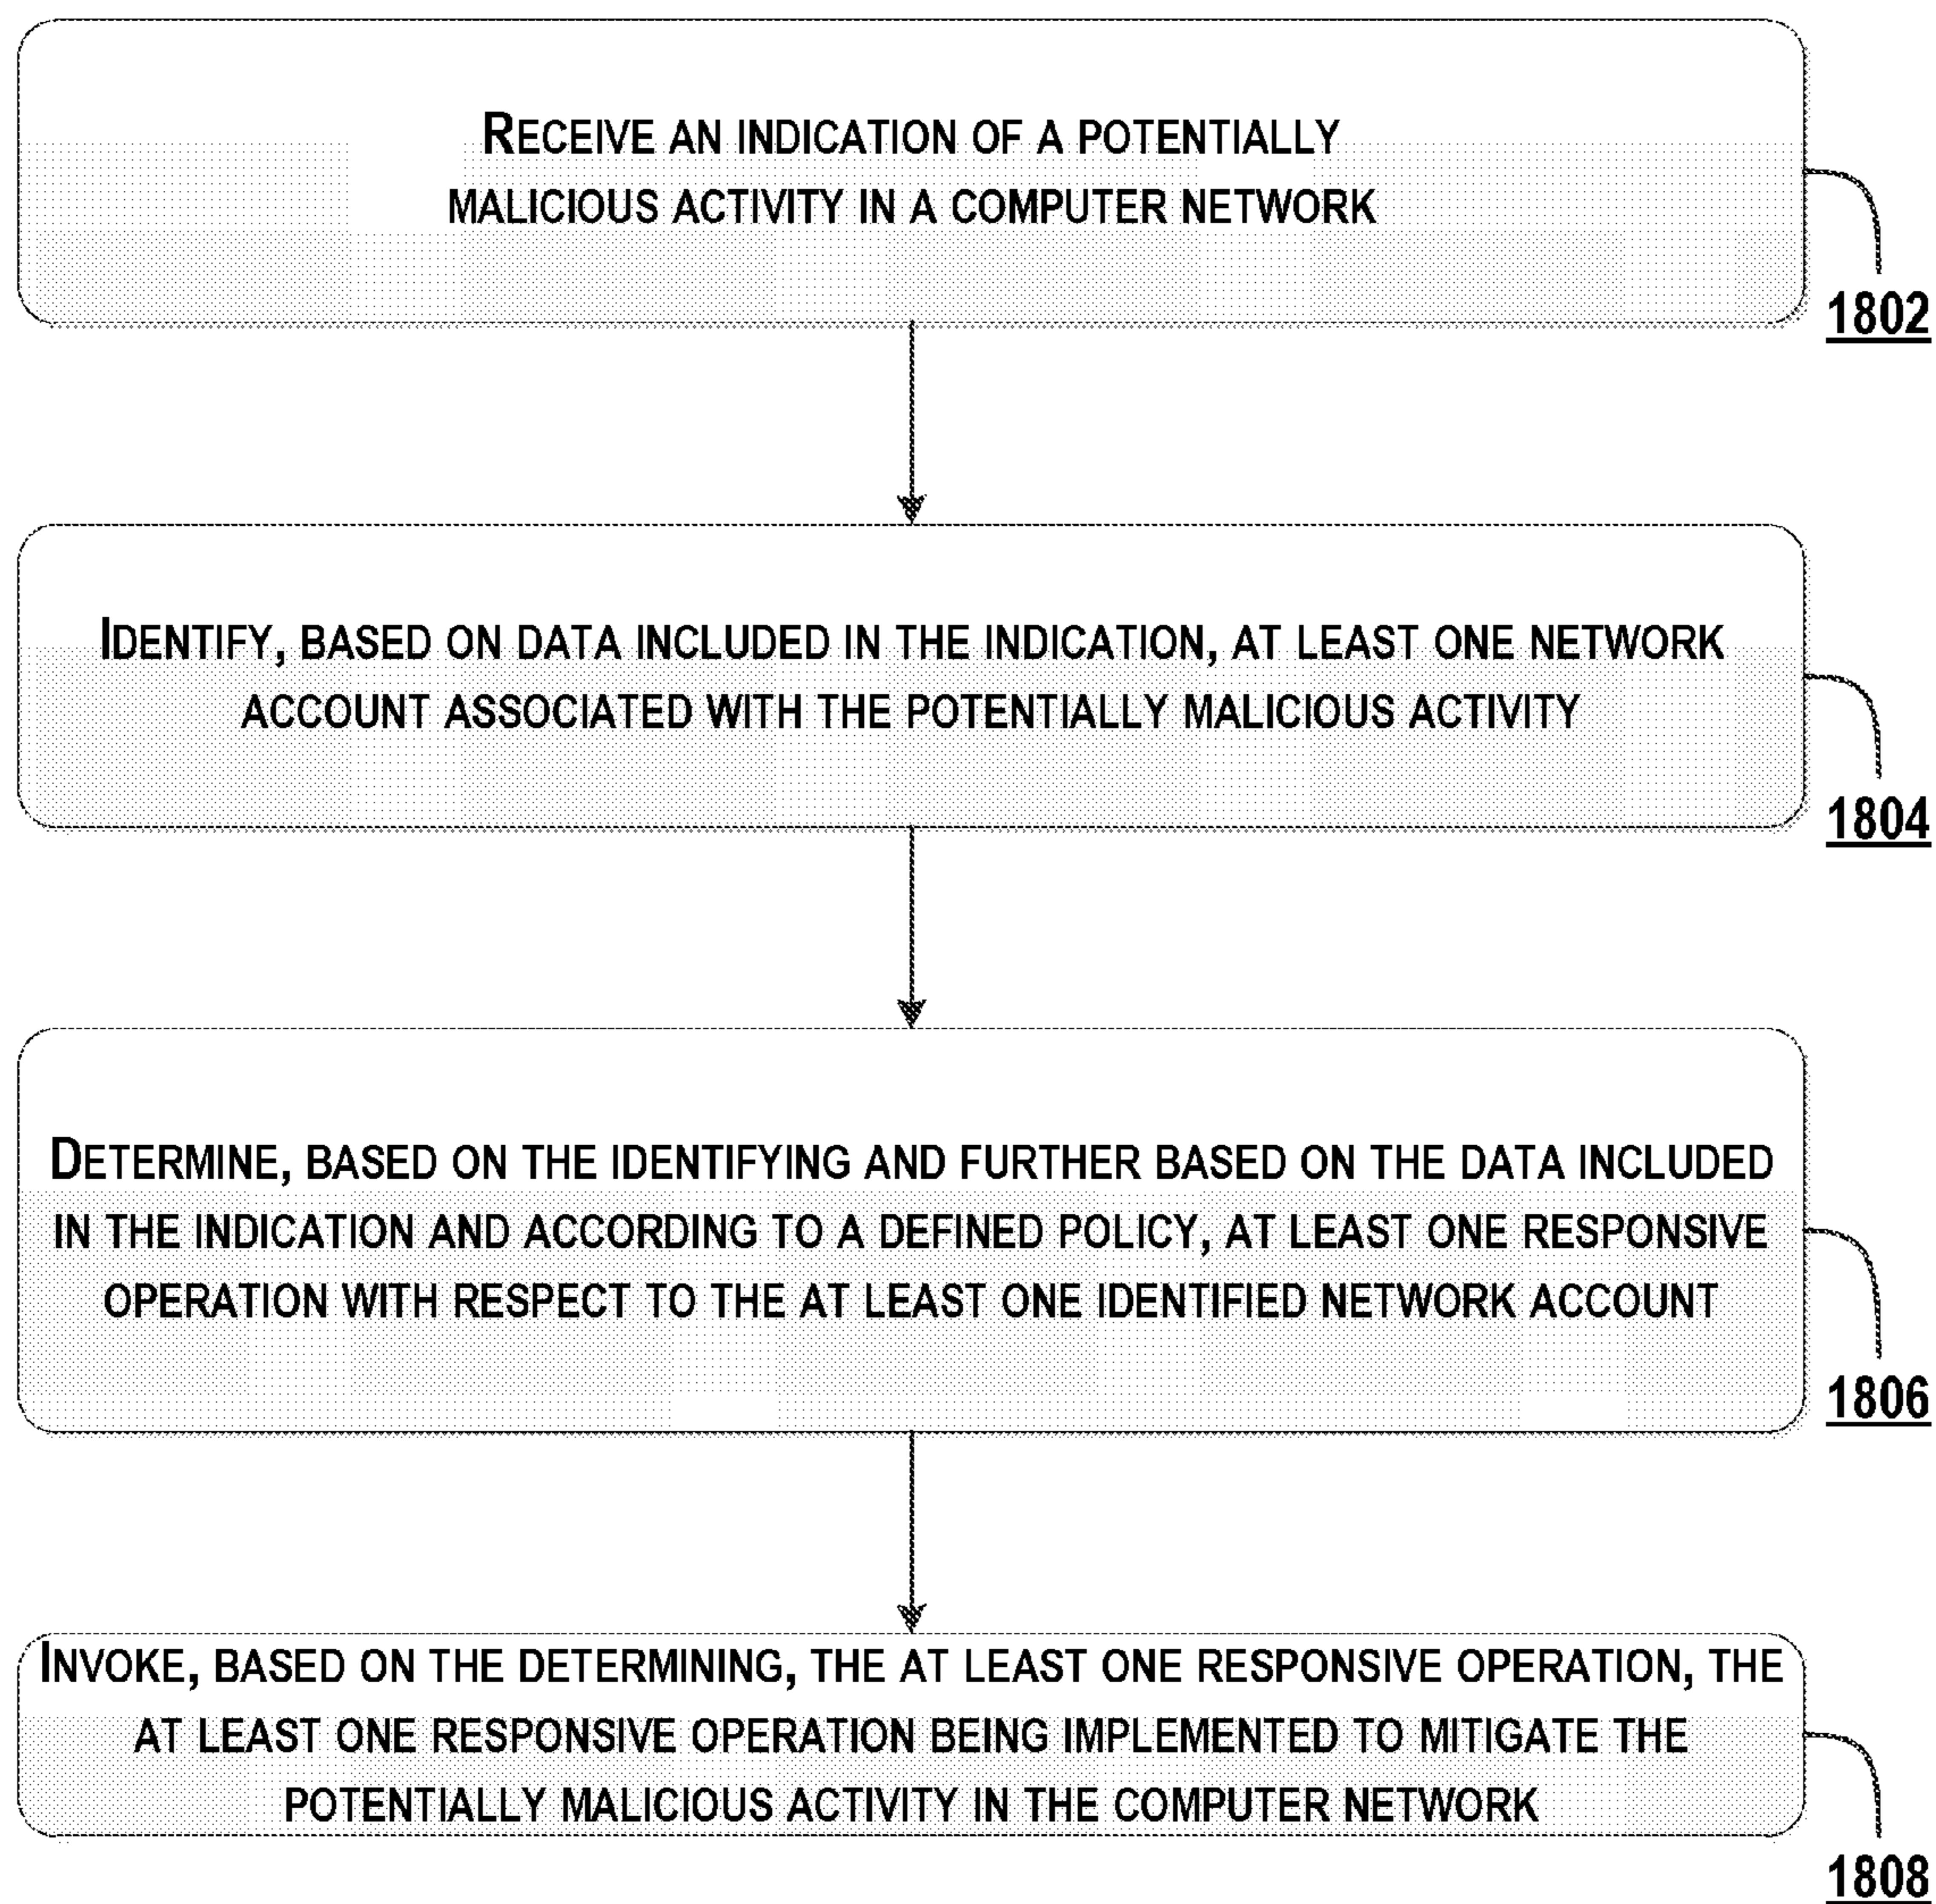 RECEIVE AN INDICATION OF A POTENTIALLY
MALICIOUS ACTIVITY IN A COMPUTER NETWORK
1802
IDENTIFY, BASED ON DATA INCLUDED IN THE INDICATION, AT LEAST ONE NETWORK
ACCOUNT ASSOCIATED WITH THE POTENTIALLY MALICIOUS ACTIVITY
1804
DETERMINE, BASED ON THE IDENTIFYING AND FURTHER BASED ON THE DATA INCLUDED
IN THE INDICATION AND ACCORDING TO A DEFINED POLICY, AT LEAST ONE RESPONSIVE
OPERATION WITH RESPECT TO THE AT LEAST ONE IDENTIFIED NETWORK ACCOUNT
1806
INVOKE, BASED ON THE DETERMINING, THE AT LEAST ONE RESPONSIVE OPERATION, THE
AT LEAST ONE RESPONSIVE OPERATION BEING IMPLEMENTED TO MITIGATE THE
POTENTIALLY MALICIOUS ACTIVITY IN THE COMPUTER NETWORK
1808